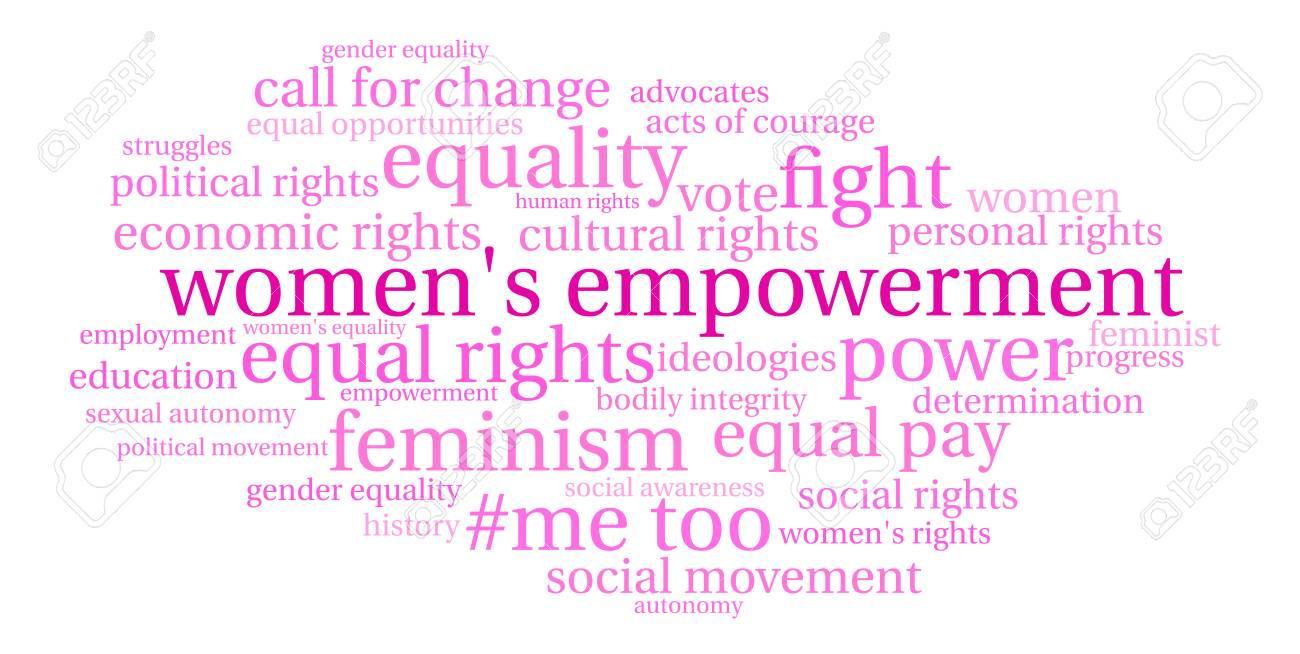 gender equality
call for change
advocates
equal opportunities
acts of courage
struggles
equality
fight
political rights
vote
women
human rights
economic rights
cultural rights
personal rights
women's empowerment
employment
women's equality
feminist
equal rights
ideologies
power
progress
education
empowerment
bodily integrity
determination
sexual autonomy
feminism
equal pay
political movement
gender equality
social awareness
social rights
history
#me too
women's rights
social movement
autonomy
123RF
123RF
123RF
123RF